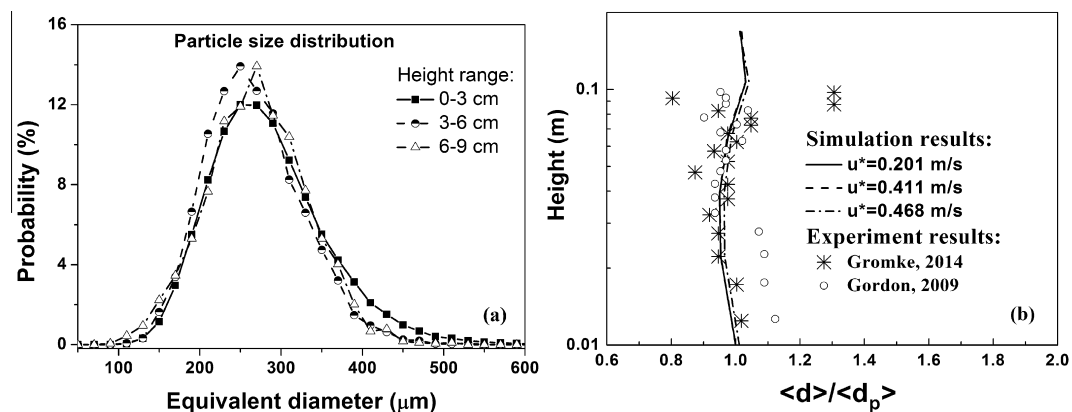 Particle size distribution
Height range:
0-3 cm
3-6 cm
6-9 cm
(a)
Probability (%)
16
14
12
8
4
0
100
200
300
400
500
600
Equivalent diameter (μm)
Height (m)
0.1
0.01
0.6
0.8
1.0
1.2
1.4
1.6
1.8
2.0
<d>/<dp>
Simulation results:
u*=0.201 m/s
u*=0.411 m/s
u*=0.468 m/s
Experiment results:
Gromke, 2014
Gordon, 2009
(b)